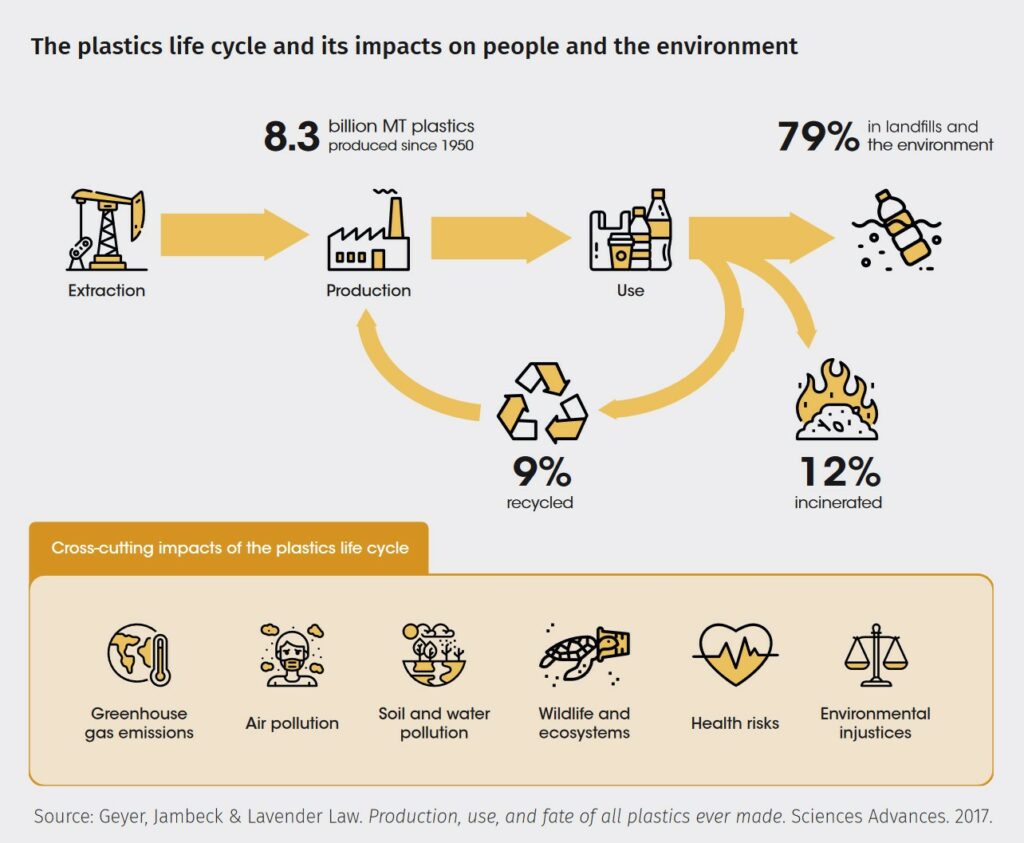 The plastics life cycle and its impacts on people and the environment
8.3 billion MT plastics
produced since 1950
79% in landfills and
the environment
Extraction
Production
Use
9%
recycled
12%
incinerated
Cross-cutting impacts of the plastics life cycle
Greenhouse
gas emissions
Air pollution
Soil and water
pollution
Wildlife and
ecosystems
Health risks
Environmental
injustices
Source: Geyer, Jambeck & Lavender Law. Production, use, and fate of all plastics ever made. Sciences Advances. 2017.